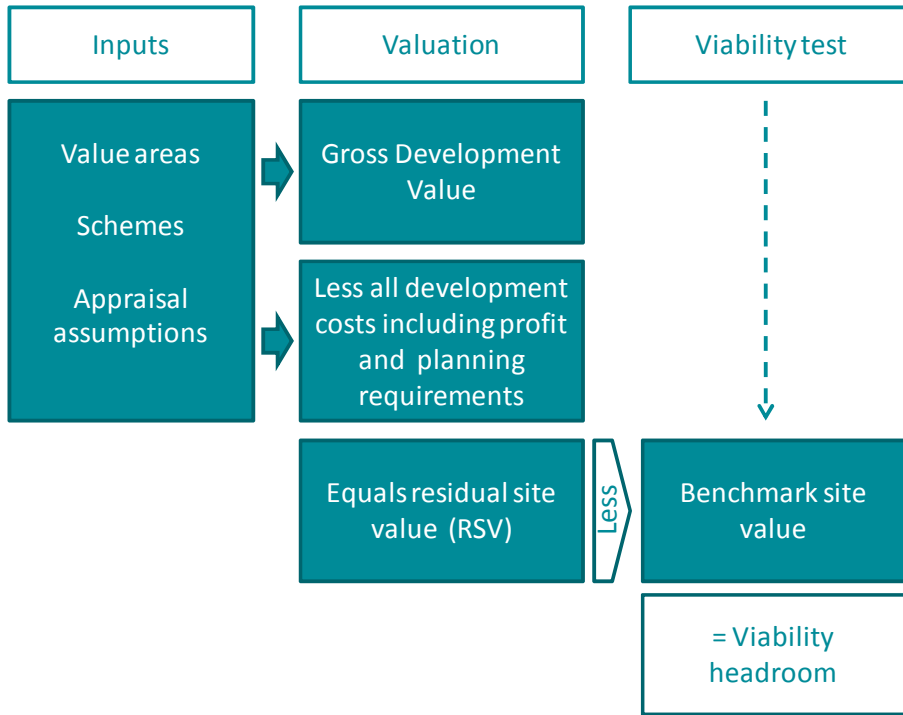 Inputs
Valuation
Viability test
Value areas
Schemes
Appraisal
assumptions
Gross Development
Value
Less all development
costs including profit
and planning
requirements
Equals residual site
value (RSV)
Less
Benchmark site
value
= Viability
headroom